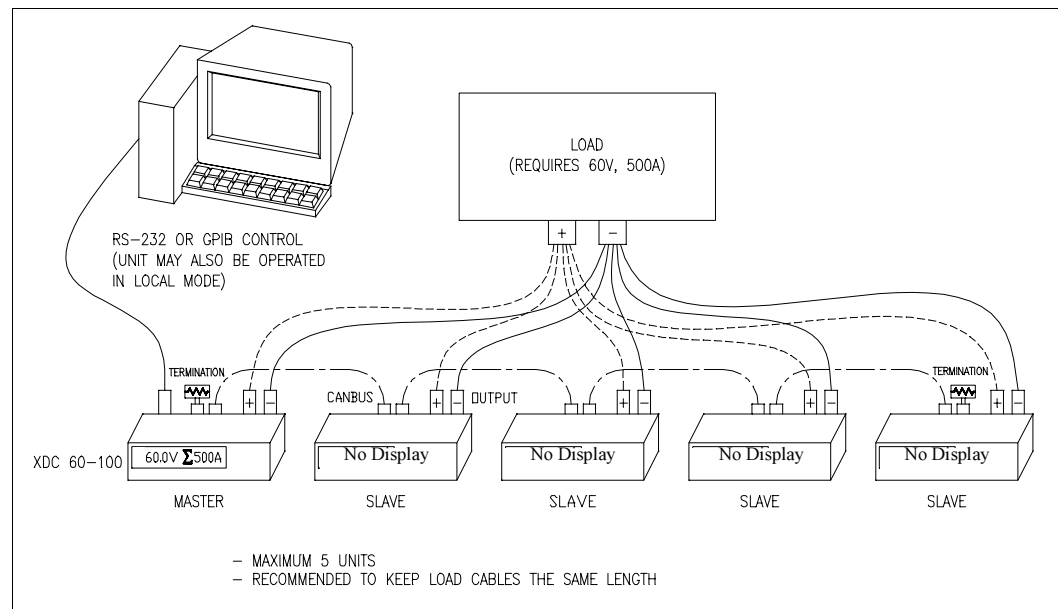 LOAD
(REQUIRES 60V, 500A)
+
−
RS−232 OR GPIB CONTROL
(UNIT MAY ALSO BE OPERATED
IN LOCAL MODE)
TERMINATION
+
−
CANBUS
+
−
OUTPUT
+
−
+
−
TERMINATION
+
−
XDC 60−100
60.0V Σ500A
No Display
No Display
No Display
No Display
MASTER
SLAVE
SLAVE
SLAVE
SLAVE
− MAXIMUM 5 UNITS
− RECOMMENDED TO KEEP LOAD CABLES THE SAME LENGTH